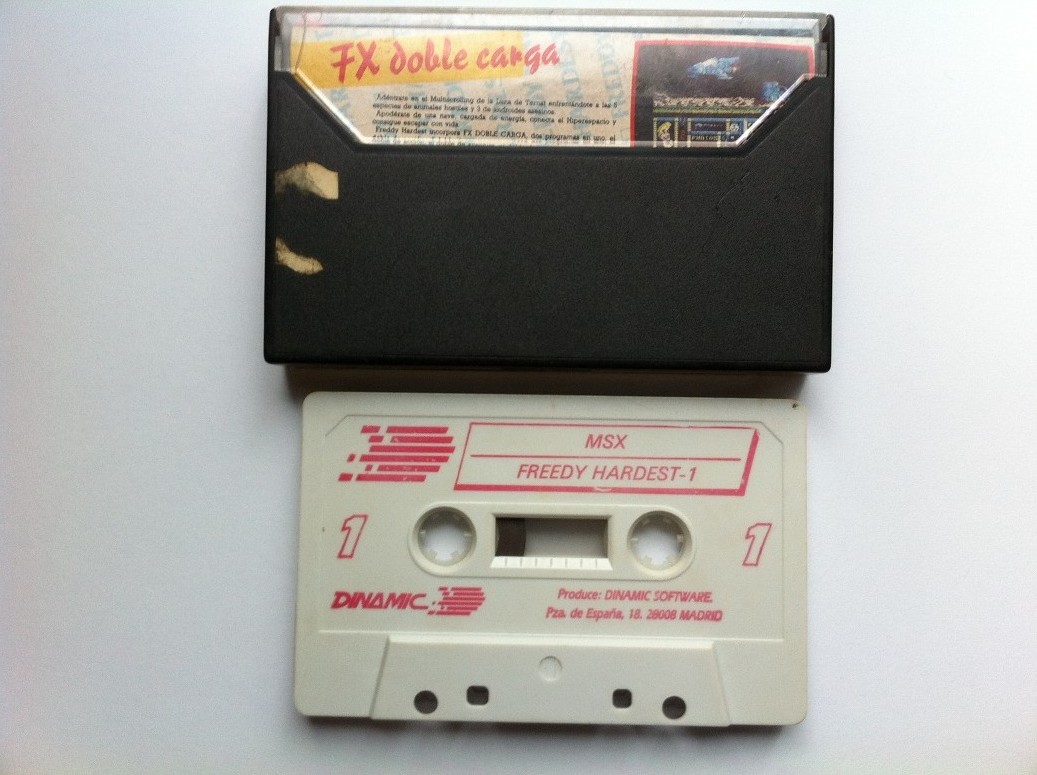 FX doble carga
Adéntrate en el Multiscrolling de la Luna de Ternat enfrentándote a las 5
especies de animales hostiles y 3 de androides asesinos
Apodérate de una nave, cargada de energía, conecta el Hiperespacio y
consigue escapar con vida
Freddy Hardest incorpora FX DOBLE CARGA, dos programas en uno, el
MSX
FREEDY HARDEST-1
1 1
DINAMIC
Produce: DINAMIC SOFTWARE.
Pza. de España, 18. 28008 MADRID